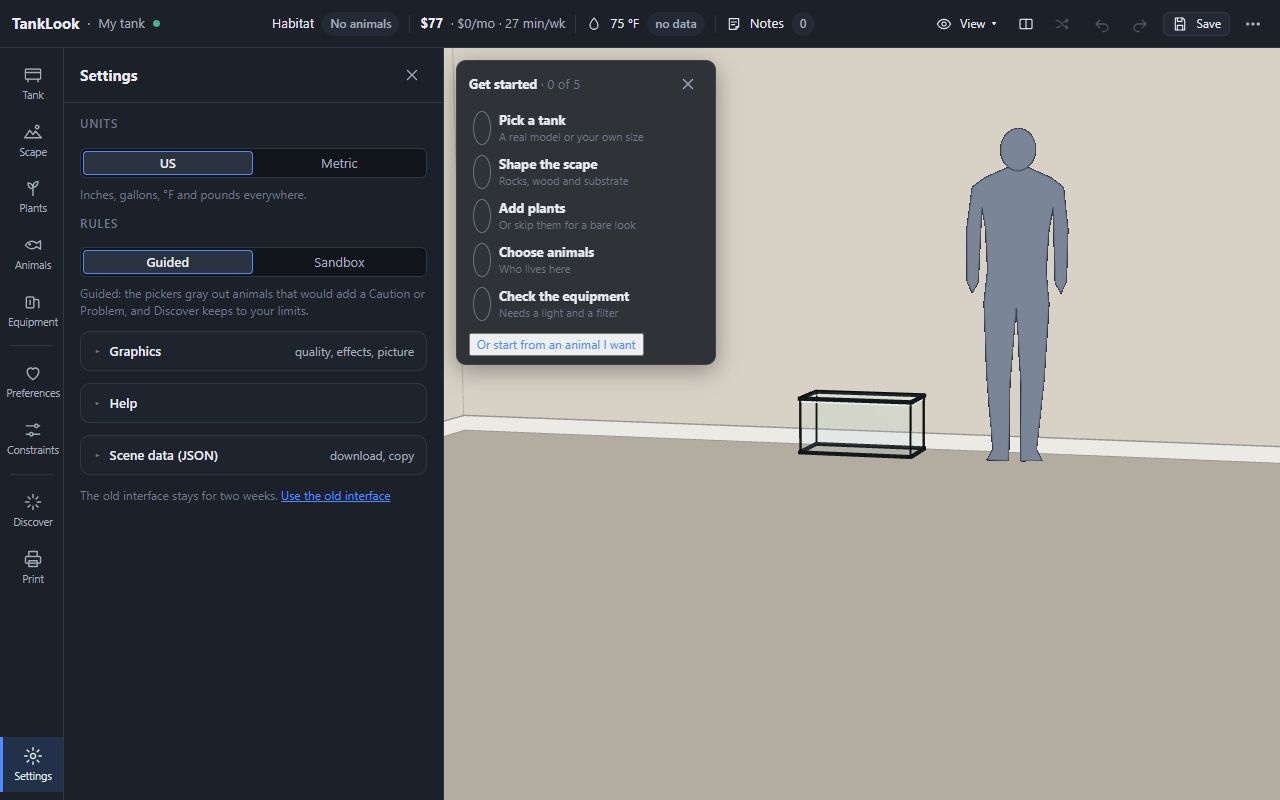 TankLook · My tank
Habitat No animals $77 · $0/mo · 27 min/wk 75 °F no data Notes 0
View Save
Tank
Scape
Plants
Animals
Equipment
Preferences
Constraints
Discover
Print
Settings
Settings
UNITS
US Metric
Inches, gallons, °F and pounds everywhere.
RULES
Guided Sandbox
Guided: the pickers gray out animals that would add a Caution or
Problem, and Discover keeps to your limits.
Graphics quality, effects, picture
Help
Scene data (JSON) download, copy
The old interface stays for two weeks. Use the old interface
Get started · 0 of 5
Pick a tank
A real model or your own size
Shape the scape
Rocks, wood and substrate
Add plants
Or skip them for a bare look
Choose animals
Who lives here
Check the equipment
Needs a light and a filter
Or start from an animal I want